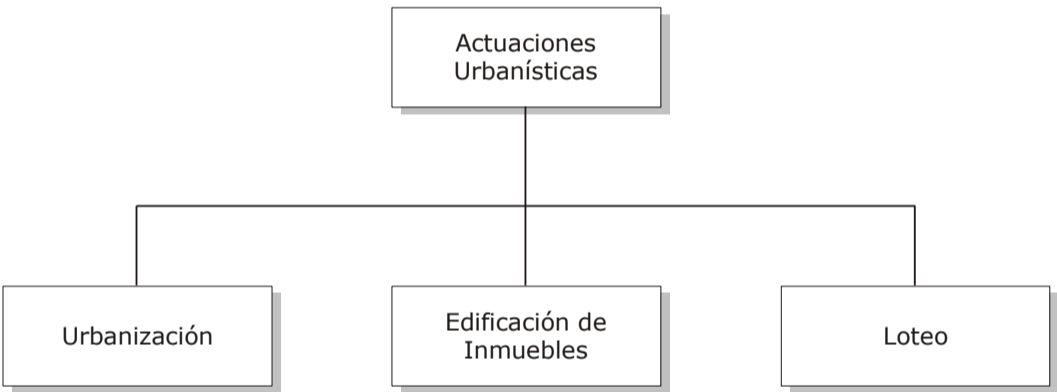 Actuaciones
Urbanísticas
Urbanización
Edificación de
Inmuebles
Loteo